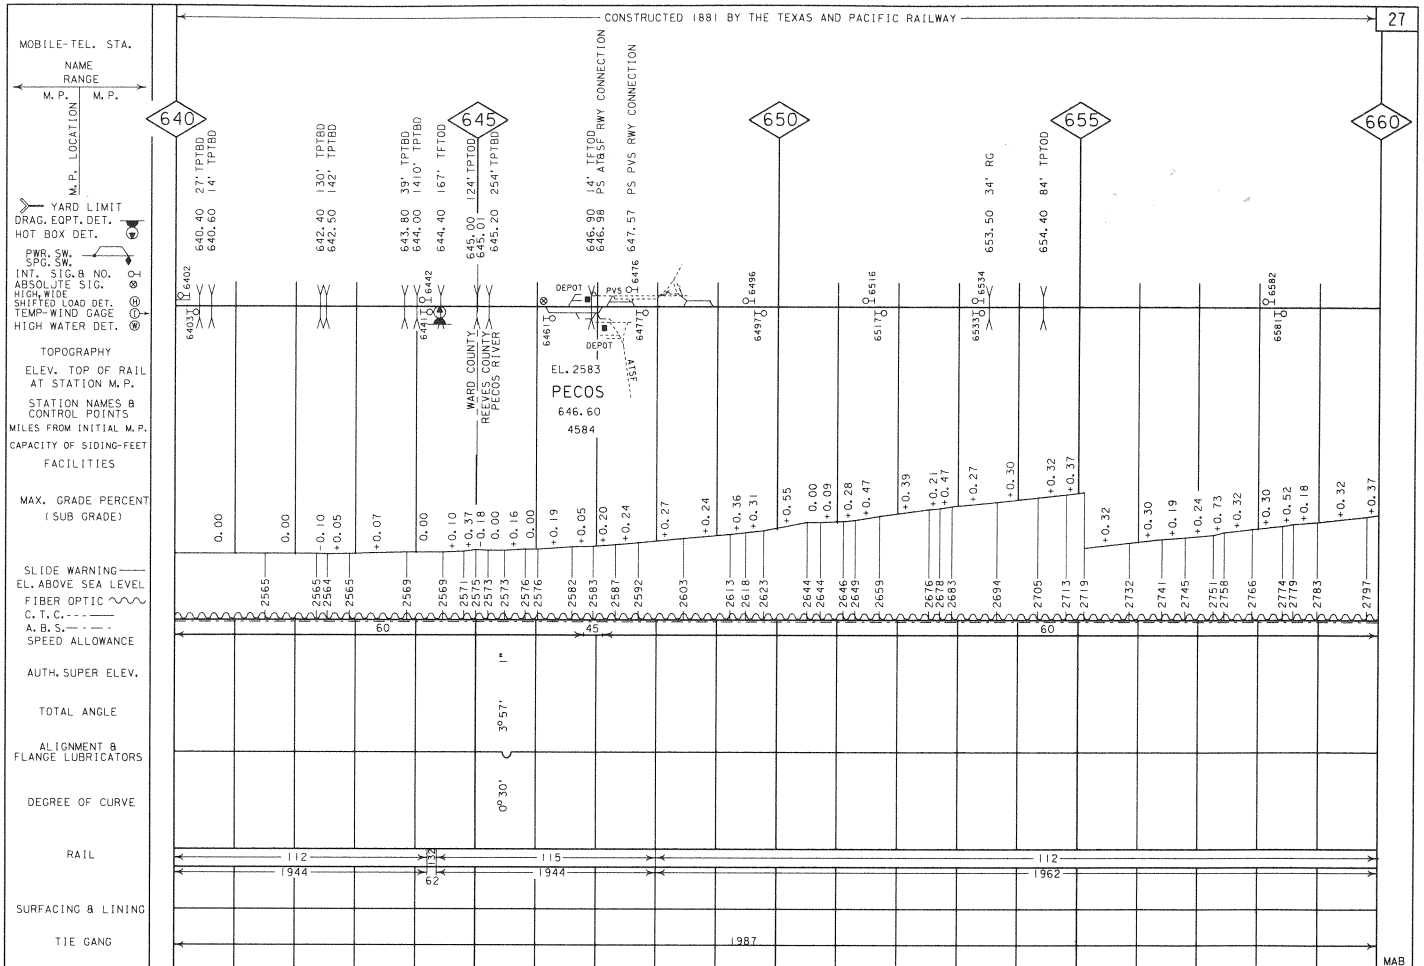 CONSTRUCTED 1881 BY THE TEXAS AND PACIFIC RAILWAY
27
MOBILE-TEL. STA.
NAME
RANGE
M.P. M.P.
M.P. LOCATION
YARD LIMIT
DRAG. EQPT. DET.
HOT BOX DET.
PWR. SW.
SPG. SW.
INT. SIG. & NO.
ABSOLUTE SIG.
HIGH, WIDE
SHIFTED LOAD DET. H
TEMP-WIND GAGE
HIGH WATER DET. W
TOPOGRAPHY
ELEV. TOP OF RAIL
AT STATION M.P.
STATION NAMES &
CONTROL POINTS
MILES FROM INITIAL M.P.
CAPACITY OF SIDING-FEET
FACILITIES
MAX. GRADE PERCENT
(SUB GRADE)
SLIDE WARNING
EL. ABOVE SEA LEVEL
FIBER OPTIC
C.T.C.
A.B.S.
SPEED ALLOWANCE
AUTH. SUPER ELEV.
TOTAL ANGLE
ALIGNMENT &
FLANGE LUBRICATORS
DEGREE OF CURVE
RAIL
SURFACING & LINING
TIE GANG
640 645 650 655 660
640.40 27' TPTBD
640.60 14' TPTBD
642.40 130' TPTBD
642.50 142' TPTBD
643.80 39' TPTBD
644.00 1410' TPTBD
644.40 167' TFTOD
645.00 124' TPTOD
645.01
645.20 254' TPTBD
646.90 14' TFTOD
646.98 PS AT&SF RWY CONNECTION
647.57 PS PVS RWY CONNECTION
653.50 34' RG
654.40 84' TPTOD
6402
6403
6442
6441
6461
6476
6477
6496
6497
6516
6517
6534
6533
6582
6581
DEPOT
PVS
DEPOT
ATSF
WARD COUNTY
REEVES COUNTY
PECOS RIVER
EL. 2583
PECOS
646.60
4584
0.00 0.00 -0.10 +0.05 +0.07 0.00 +0.10 +0.37 -0.18 0.00 +0.16 0.00 +0.19 +0.05 +0.20 +0.24 +0.27 +0.24 +0.36 +0.31 +0.55 0.00 +0.09 +0.28 +0.47 +0.39 +0.21 +0.47 +0.27 +0.30 +0.32 +0.37 +0.32 +0.30 +0.19 +0.24 +0.73 +0.32 +0.30 +0.52 +0.18 +0.32 +0.37
2565 2565 2564 2565 2569 2569 2571 2575 2573 2573 2576 2576 2582 2583 2587 2592 2603 2613 2618 2623 2644 2644 2646 2649 2659 2676 2678 2683 2694 2705 2713 2719 2732 2741 2745 2751 2758 2766 2774 2779 2783 2797
60 45 60
1"
3°57'
0°30'
112 132 115 112
1944 62 1944 1962
1987
MAB